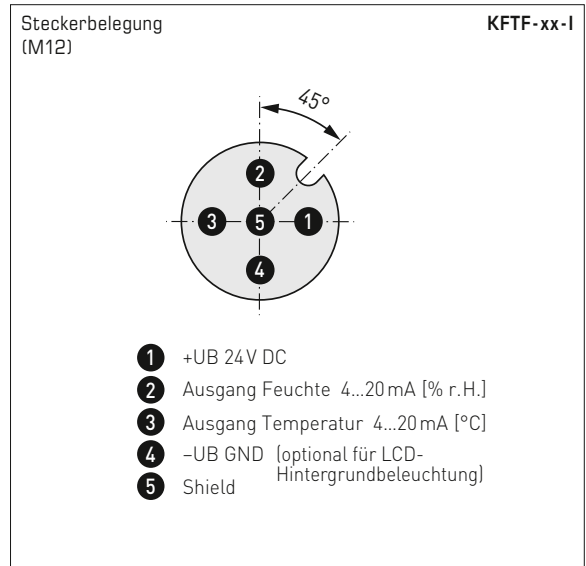 Steckerbelegung
(M12)
KFTF-xx-I
45°
2
3 5 1
4
1 +UB 24 V DC
2 Ausgang Feuchte 4...20 mA [% r.H.]
3 Ausgang Temperatur 4...20 mA [°C]
4 –UB GND (optional für LCD-
Hintergrundbeleuchtung)
5 Shield